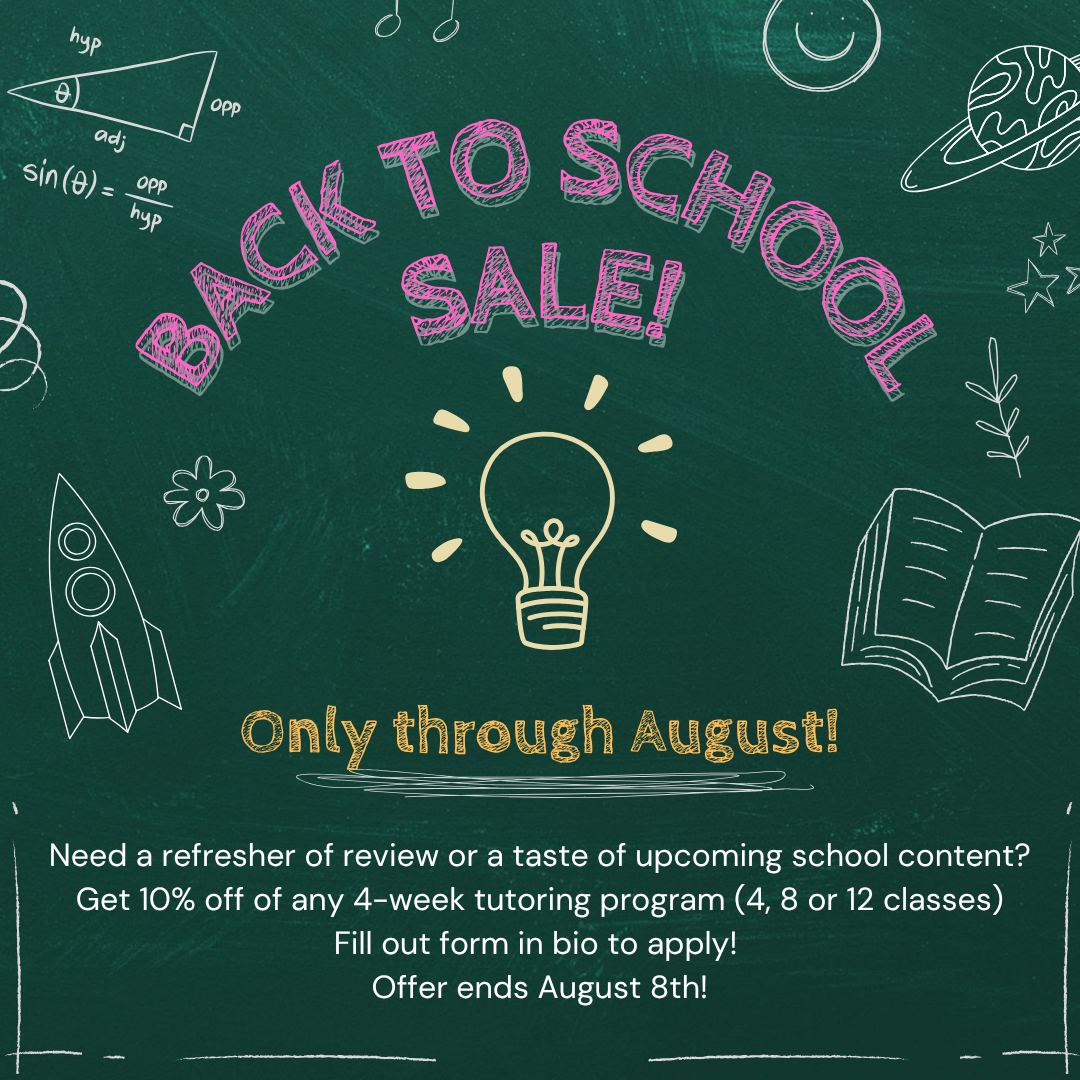 hyp
θ
opp
adj
sin(θ) = opp
hyp
BACK TO SCHOOL
SALE!
Only through August!
Need a refresher of review or a taste of upcoming school content?
Get 10% off of any 4-week tutoring program (4, 8 or 12 classes)
Fill out form in bio to apply!
Offer ends August 8th!